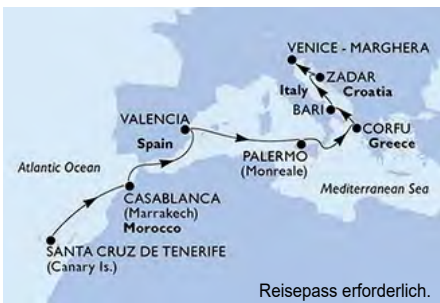 VENICE - MARGHERA
ZADAR
Italy
Croatia
BARI
VALENCIA
CORFU
Spain
Greece
PALERMO
(Monreale)
Atlantic Ocean
CASABLANCA
Mediterranean Sea
(Marrakech)
Morocco
SANTA CRUZ DE TENERIFE
(Canary Is.)
Reisepass erforderlich.